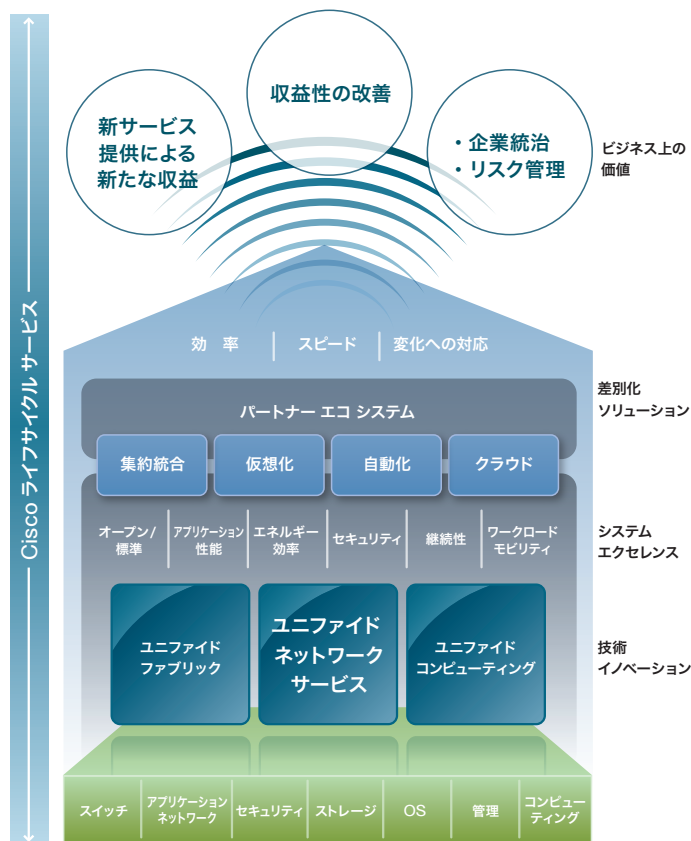 収益性の改善
新サービス
提供による
新たな収益
・企業統治
・リスク管理
ビジネス上の
価値
Cisco ライフサイクル サービス
効 率
スピード
変化への対応
差別化
ソリューション
パートナー エコ システム
集約統合
仮想化
自動化
クラウド
オープン/
標準
アプリケーション
性能
エネルギー
効率
セキュリティ
継続性
ワークロード
モビリティ
システム
エクセレンス
ユニファイド
ファブリック
ユニファイド
ネットワーク
サービス
ユニファイド
コンピューティング
技術
イノベーション
スイッチ
アプリケーション
ネットワーク
セキュリティ
ストレージ
OS
管理
コンピュー
ティング